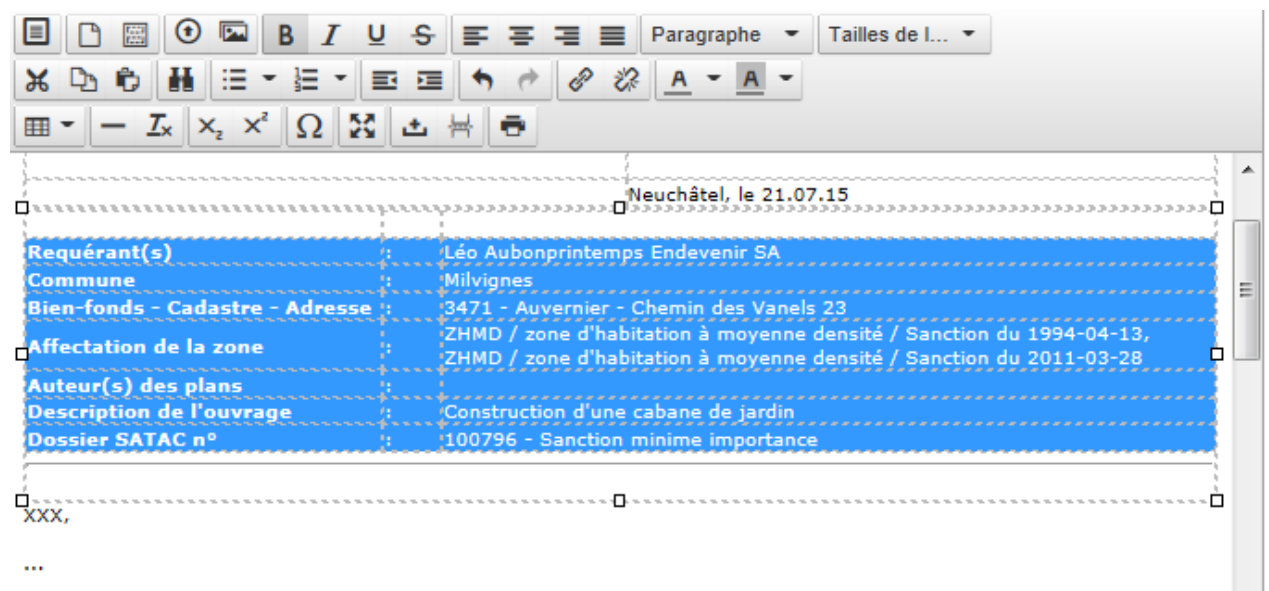 B I U S Paragraphe Tailles de l...
A A
Ix x₂ x² Ω
Neuchâtel, le 21.07.15
Requérant(s) : Léo Aubonprintemps Endevenir SA
Commune : Milvignes
Bien-fonds - Cadastre - Adresse : 3471 - Auvernier - Chemin des Vanels 23
Affectation de la zone : ZHMD / zone d'habitation à moyenne densité / Sanction du 1994-04-13,
ZHMD / zone d'habitation à moyenne densité / Sanction du 2011-03-28
Auteur(s) des plans :
Description de l'ouvrage : Construction d'une cabane de jardin
Dossier SATAC n° : 100796 - Sanction minime importance
xxx,
...